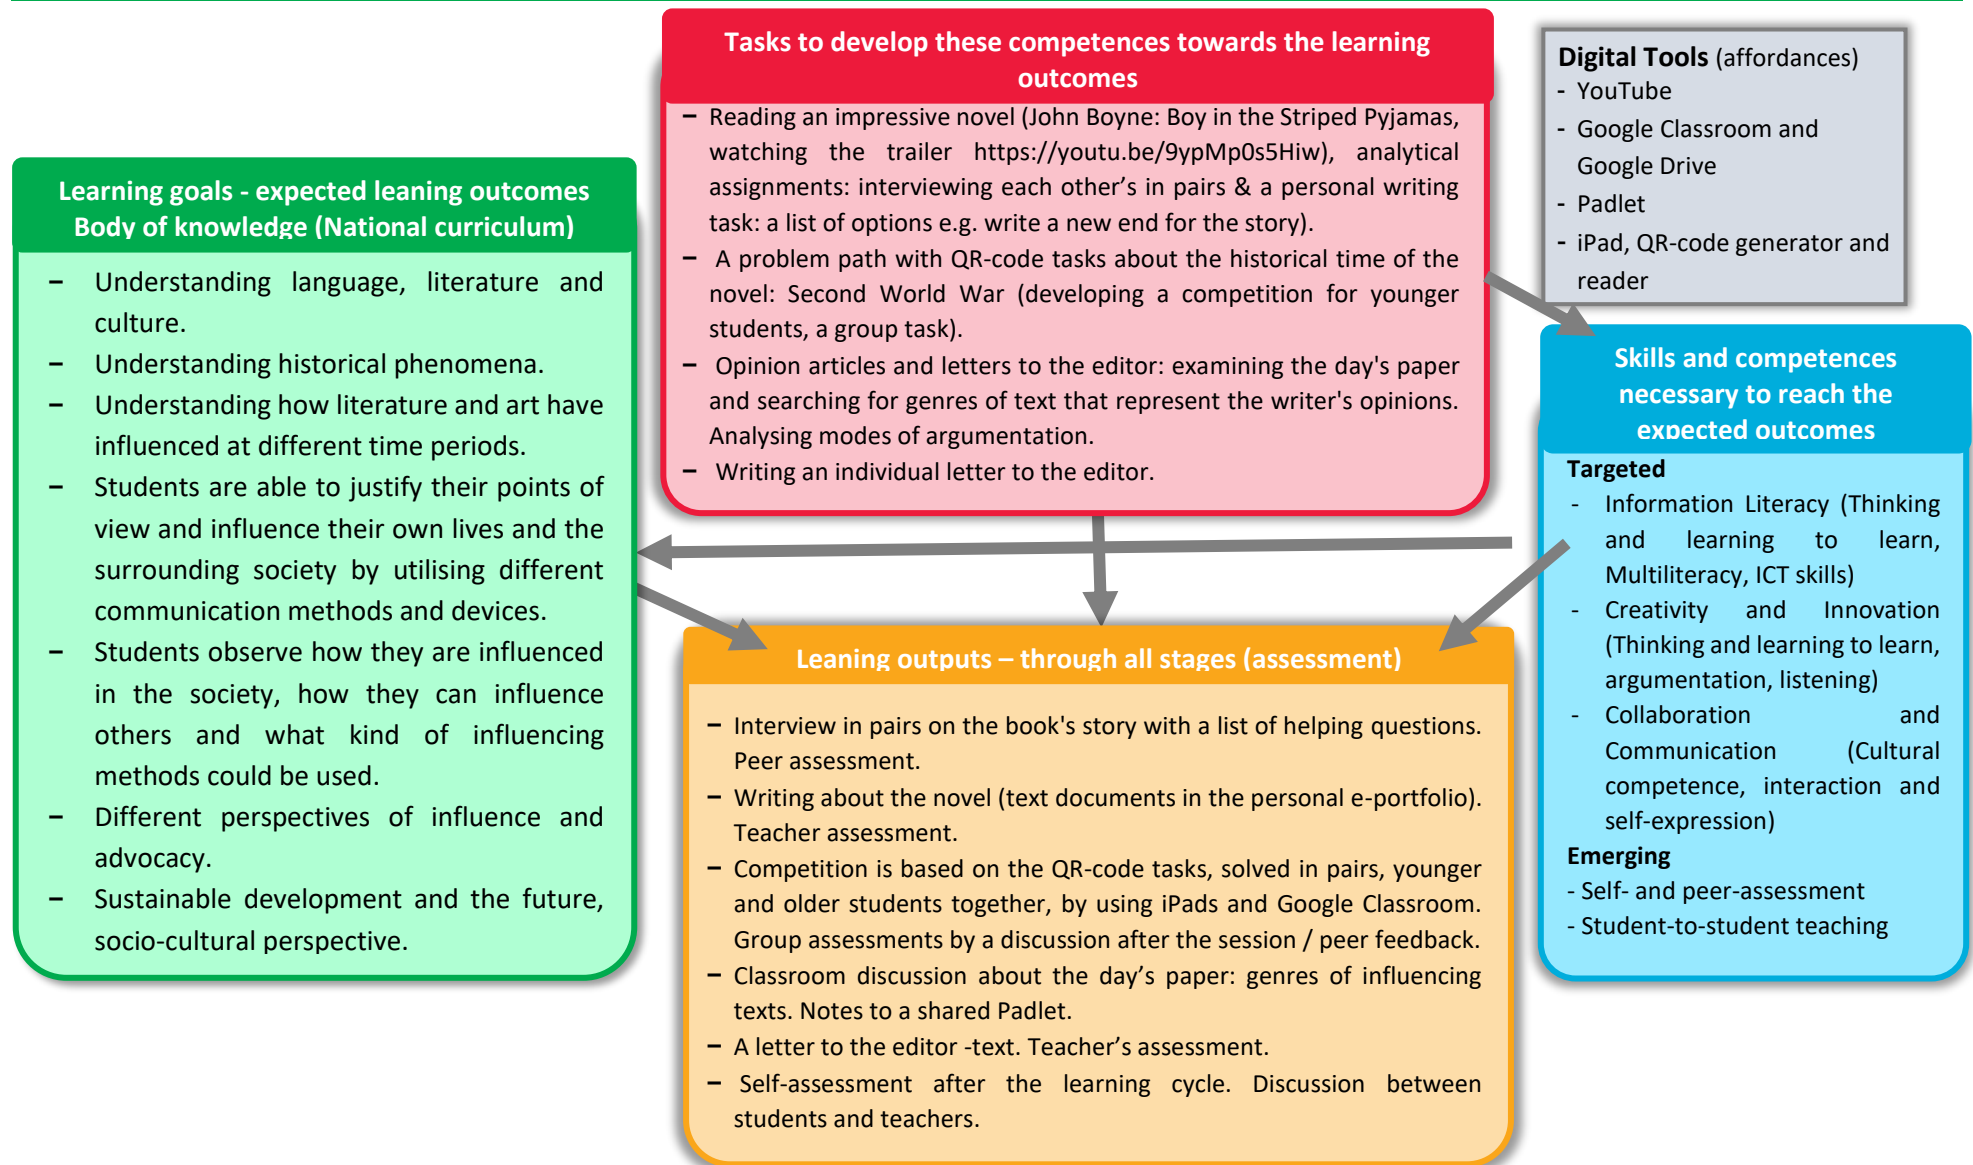 Tasks to develop these competences towards the learning
outcomes
– Reading an impressive novel (John Boyne: Boy in the Striped Pyjamas,
watching the trailer https://youtu.be/9ypMp0s5Hiw), analytical
assignments: interviewing each other's in pairs & a personal writing
task: a list of options e.g. write a new end for the story).
– A problem path with QR-code tasks about the historical time of the
novel: Second World War (developing a competition for younger
students, a group task).
– Opinion articles and letters to the editor: examining the day's paper
and searching for genres of text that represent the writer's opinions.
Analysing modes of argumentation.
– Writing an individual letter to the editor.
Digital Tools (affordances)
- YouTube
- Google Classroom and
Google Drive
- Padlet
- iPad, QR-code generator and
reader
Learning goals - expected leaning outcomes
Body of knowledge (National curriculum)
– Understanding language, literature and
culture.
– Understanding historical phenomena.
– Understanding how literature and art have
influenced at different time periods.
– Students are able to justify their points of
view and influence their own lives and the
surrounding society by utilising different
communication methods and devices.
– Students observe how they are influenced
in the society, how they can influence
others and what kind of influencing
methods could be used.
– Different perspectives of influence and
advocacy.
– Sustainable development and the future,
socio-cultural perspective.
Skills and competences
necessary to reach the
expected outcomes
Targeted
- Information Literacy (Thinking
and learning to learn,
Multiliteracy, ICT skills)
- Creativity and Innovation
(Thinking and learning to learn,
argumentation, listening)
- Collaboration and
Communication (Cultural
competence, interaction and
self-expression)
Emerging
- Self- and peer-assessment
- Student-to-student teaching
Leaning outputs – through all stages (assessment)
– Interview in pairs on the book's story with a list of helping questions.
Peer assessment.
– Writing about the novel (text documents in the personal e-portfolio).
Teacher assessment.
– Competition is based on the QR-code tasks, solved in pairs, younger
and older students together, by using iPads and Google Classroom.
Group assessments by a discussion after the session / peer feedback.
– Classroom discussion about the day's paper: genres of influencing
texts. Notes to a shared Padlet.
– A letter to the editor -text. Teacher's assessment.
– Self-assessment after the learning cycle. Discussion between
students and teachers.